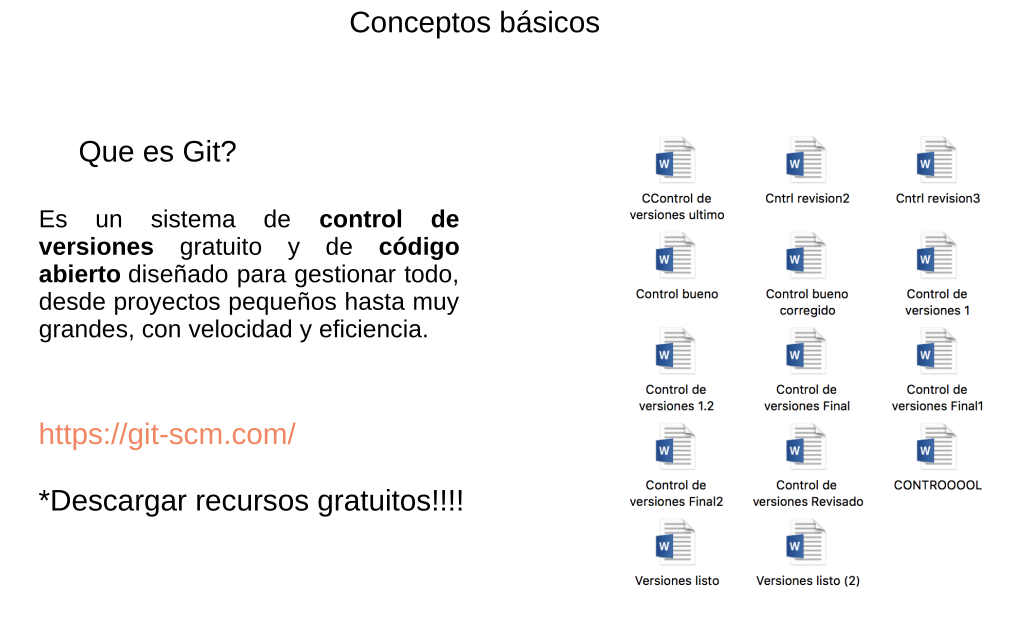 Conceptos básicos
Que es Git?
Es un sistema de control de
versiones gratuito y de código
abierto diseñado para gestionar todo,
desde proyectos pequeños hasta muy
grandes, con velocidad y eficiencia.
https://git-scm.com/
*Descargar recursos gratuitos!!!!
W W W
CControl de Cntrl revision2 Cntrl revision3
versiones ultimo
W W W
Control bueno Control bueno Control de
corregido versiones 1
W W W
Control de Control de Control de
versiones 1.2 versiones Final versiones Final1
W W W
Control de Control de CONTROOOOL
versiones Final2 versiones Revisado
W W
Versiones listo Versiones listo (2)